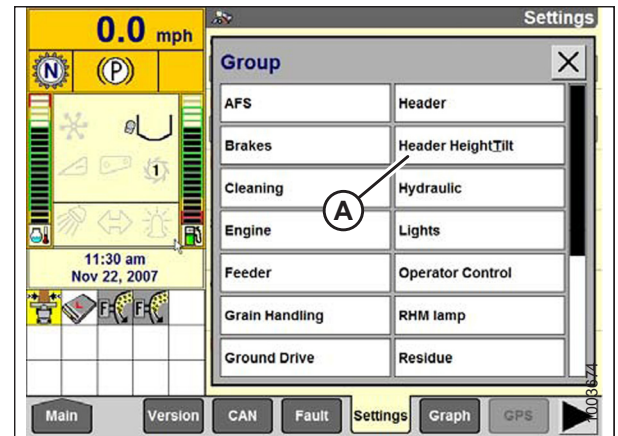 0.0 mph
Settings
N
(P)
Group
X
AFS
Header
Brakes
Header HeightTilt
Cleaning
Hydraulic
A
Engine
Lights
1
11:30 am
Nov 22, 2007
Feeder
Operator Control
Grain Handling
RHM lamp
Ground Drive
Residue
F
F
Main
Version
CAN
Fault
Settings
Graph
GPS
1003674